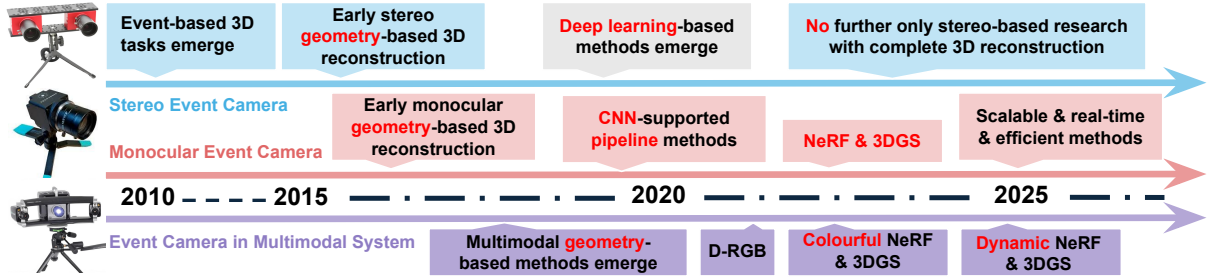 Event-based 3D
tasks emerge
Early stereo
geometry-based 3D
reconstruction
Deep learning-based
methods emerge
No further only stereo-based research
with complete 3D reconstruction
Stereo Event Camera
Early monocular
geometry-based 3D
reconstruction
CNN-supported
pipeline methods
NeRF & 3DGS
Scalable & real-time
& efficient methods
Monocular Event Camera
2010
2015
2020
2025
Event Camera in Multimodal System
Multimodal geometry-
based methods emerge
D-RGB
Colourful NeRF
& 3DGS
Dynamic NeRF
& 3DGS